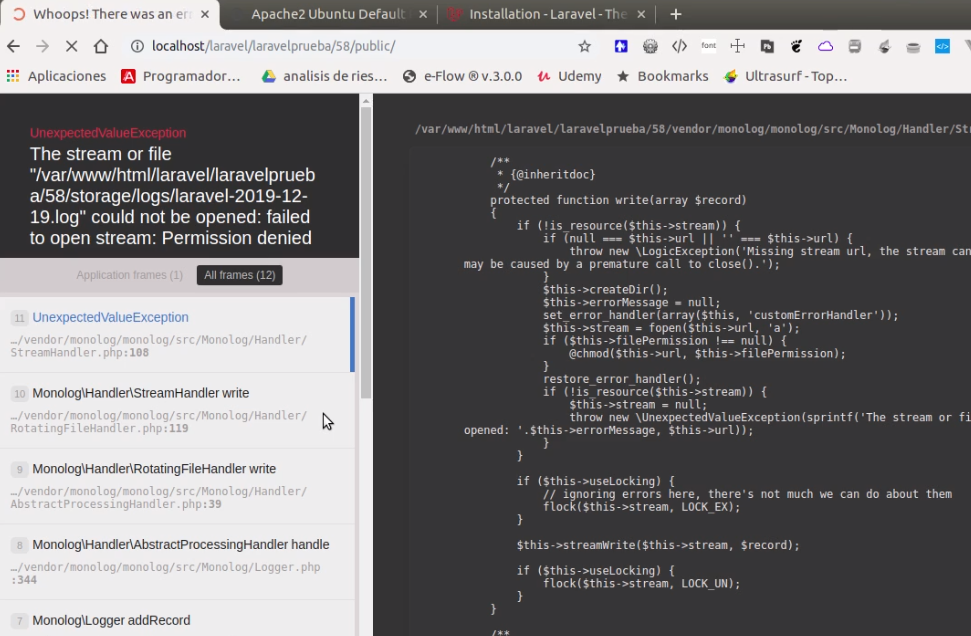 Whoops! There was an err
Apache2 Ubuntu Default
Installation - Laravel - The
localhost/laravel/laravelprueba/58/public/
Aplicaciones
Programador...
analisis de ries...
e-Flow ® v.3.0.0
Udemy
Bookmarks
Ultrasurf - Top...
UnexpectedValueException
The stream or file
"/var/www/html/laravel/laravelprueb
a/58/storage/logs/laravel-2019-12-
19.log" could not be opened: failed
to open stream: Permission denied
Application frames (1)
All frames (12)
11 UnexpectedValueException
…/vendor/monolog/monolog/src/Monolog/Handler/
StreamHandler.php:108
10 Monolog\Handler\StreamHandler write
…/vendor/monolog/monolog/src/Monolog/Handler/
RotatingFileHandler.php:119
9 Monolog\Handler\RotatingFileHandler write
…/vendor/monolog/monolog/src/Monolog/Handler/
AbstractProcessingHandler.php:39
8 Monolog\Handler\AbstractProcessingHandler handle
…/vendor/monolog/monolog/src/Monolog/Logger.php
:344
7 Monolog\Logger addRecord
/var/www/html/laravel/laravelprueba/58/vendor/monolog/monolog/src/Monolog/Handler/Str
/**
* {@inheritdoc}
*/
protected function write(array $record)
{
if (!is_resource($this->stream)) {
if (null === $this->url || '' === $this->url) {
throw new \LogicException('Missing stream url, the stream can
may be caused by a premature call to close().');
}
$this->createDir();
$this->errorMessage = null;
set_error_handler(array($this, 'customErrorHandler'));
$this->stream = fopen($this->url, 'a');
if ($this->filePermission !== null) {
@chmod($this->url, $this->filePermission);
}
restore_error_handler();
if (!is_resource($this->stream)) {
$this->stream = null;
throw new \UnexpectedValueException(sprintf('The stream or fi
opened: '.$this->errorMessage, $this->url));
}
}
if ($this->useLocking) {
// ignoring errors here, there's not much we can do about them
flock($this->stream, LOCK_EX);
}
$this->streamWrite($this->stream, $record);
if ($this->useLocking) {
flock($this->stream, LOCK_UN);
}
}
/**